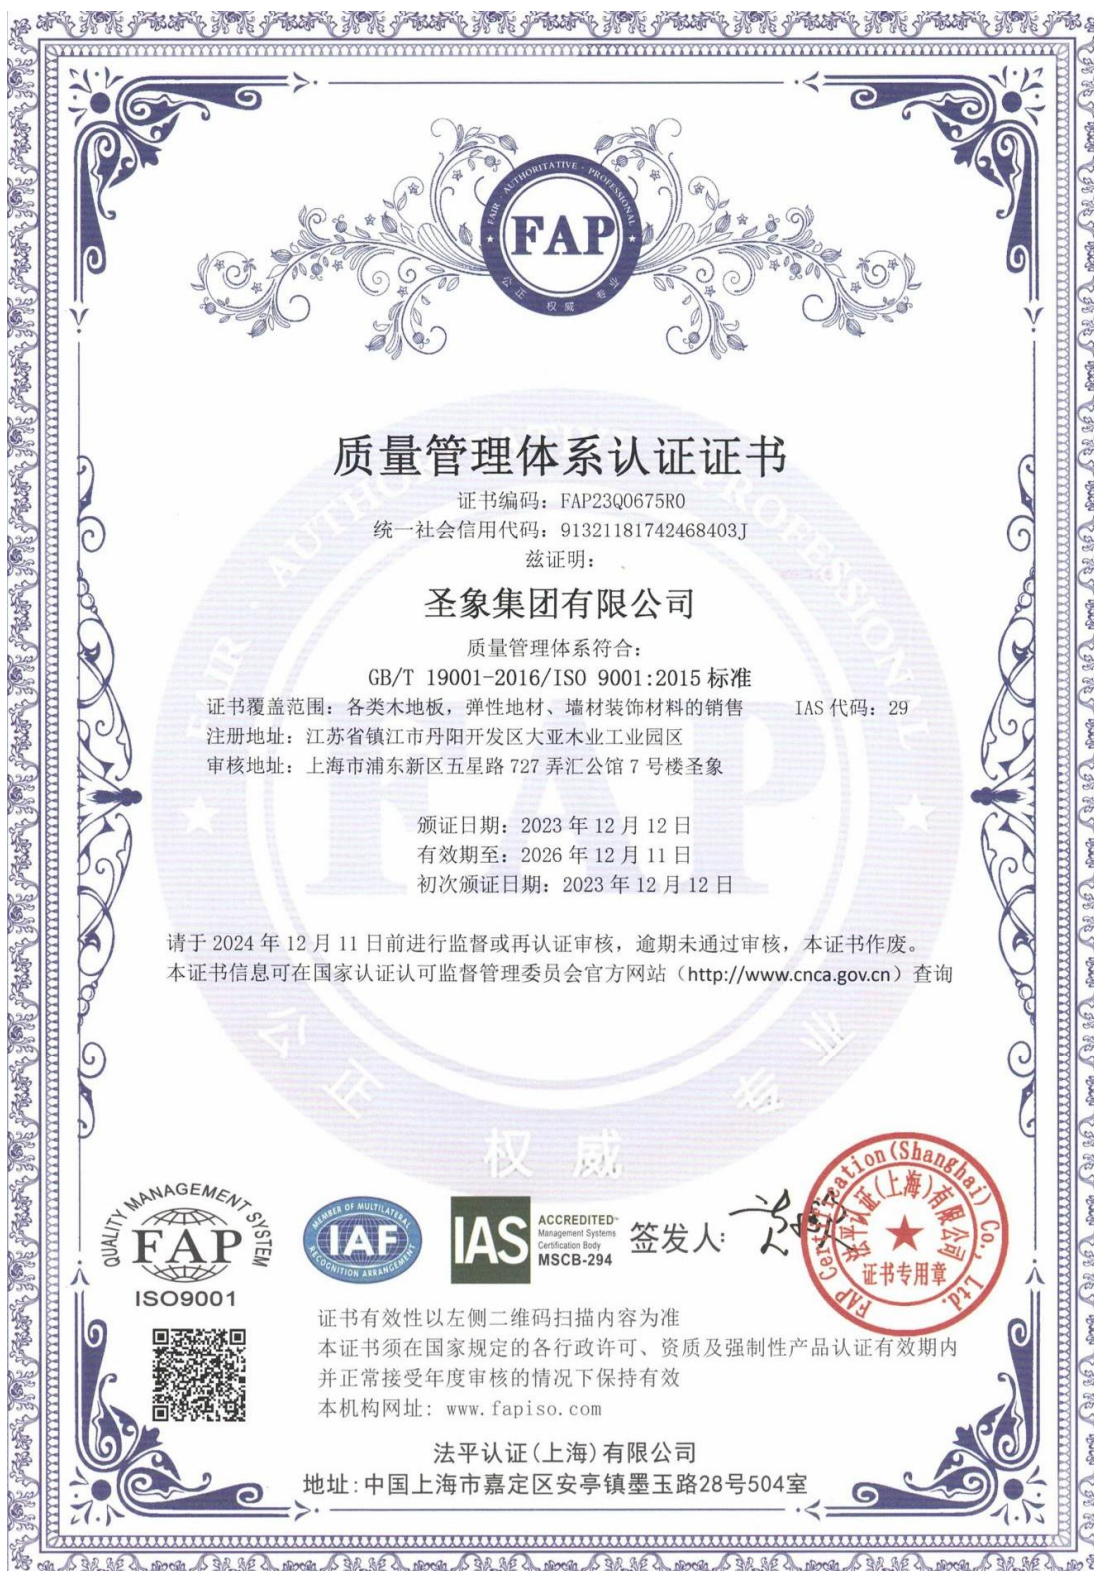 FAIR · AUTHORITATIVE · PROFESSIONAL
FAP
公正 权威 专业
质量管理体系认证证书
证书编码：FAP23Q0675R0
统一社会信用代码：91321181742468403J
兹证明：
圣象集团有限公司
质量管理体系符合：
GB/T 19001-2016/ISO 9001:2015 标准
证书覆盖范围：各类木地板，弹性地材、墙材装饰材料的销售 IAS 代码：29
注册地址：江苏省镇江市丹阳开发区大亚木业工业园区
审核地址：上海市浦东新区五星路 727 弄汇公馆 7 号楼圣象
颁证日期：2023 年 12 月 12 日
有效期至：2026 年 12 月 11 日
初次颁证日期：2023 年 12 月 12 日
请于 2024 年 12 月 11 日前进行监督或再认证审核，逾期未通过审核，本证书作废。
本证书信息可在国家认证认可监督管理委员会官方网站（http://www.cnca.gov.cn）查询
FAIR · AUTHORITATIVE · PROFESSIONAL
FAP
公正 权威 专业
QUALITY MANAGEMENT SYSTEM
FAP
ISO9001
MEMBER OF MULTILATERAL
IAF
RECOGNITION ARRANGEMENT
IAS
ACCREDITED
Management Systems
Certification Body
MSCB-294
签发人:
FAP Certification (Shanghai) Co., Ltd.
法平认证(上海)有限公司
证书专用章
证书有效性以左侧二维码扫描内容为准
本证书须在国家规定的各行政许可、资质及强制性产品认证有效期内
并正常接受年度审核的情况下保持有效
本机构网址: www.fapiso.com
法平认证(上海)有限公司
地址:中国上海市嘉定区安亭镇墨玉路28号504室